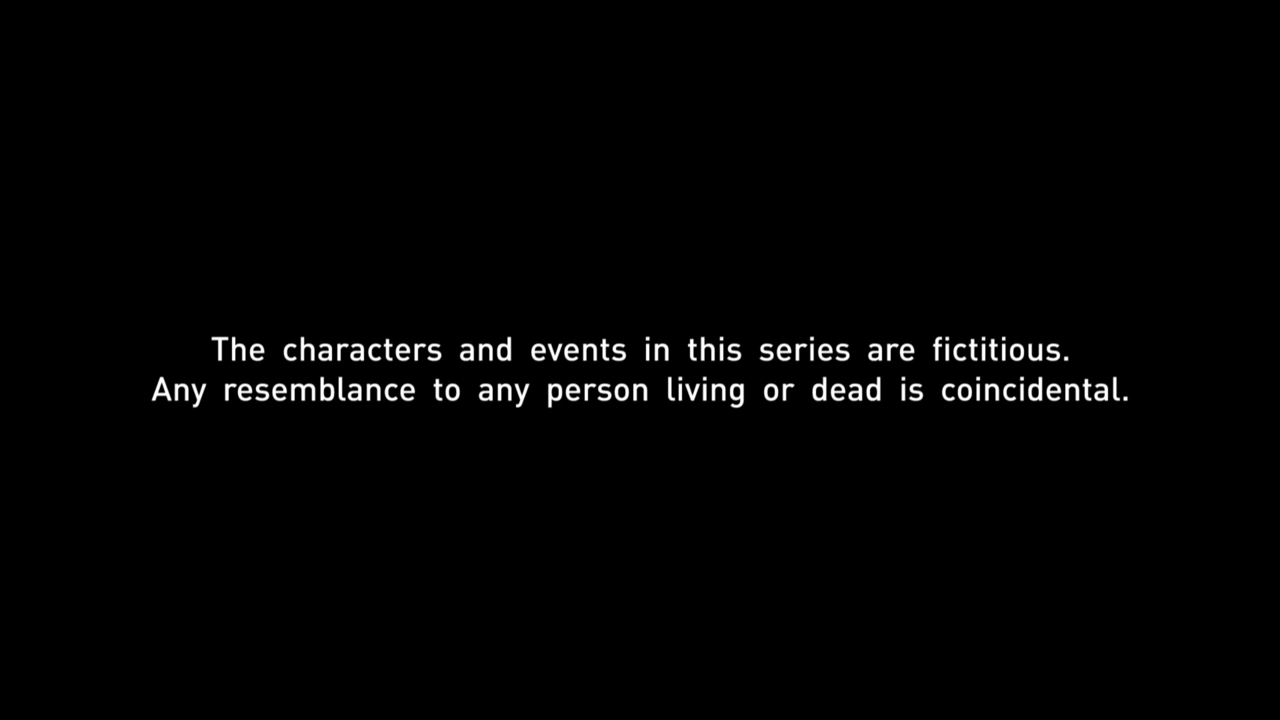 The characters and events in this series are fictitious.
Any resemblance to any person living or dead is coincidental.